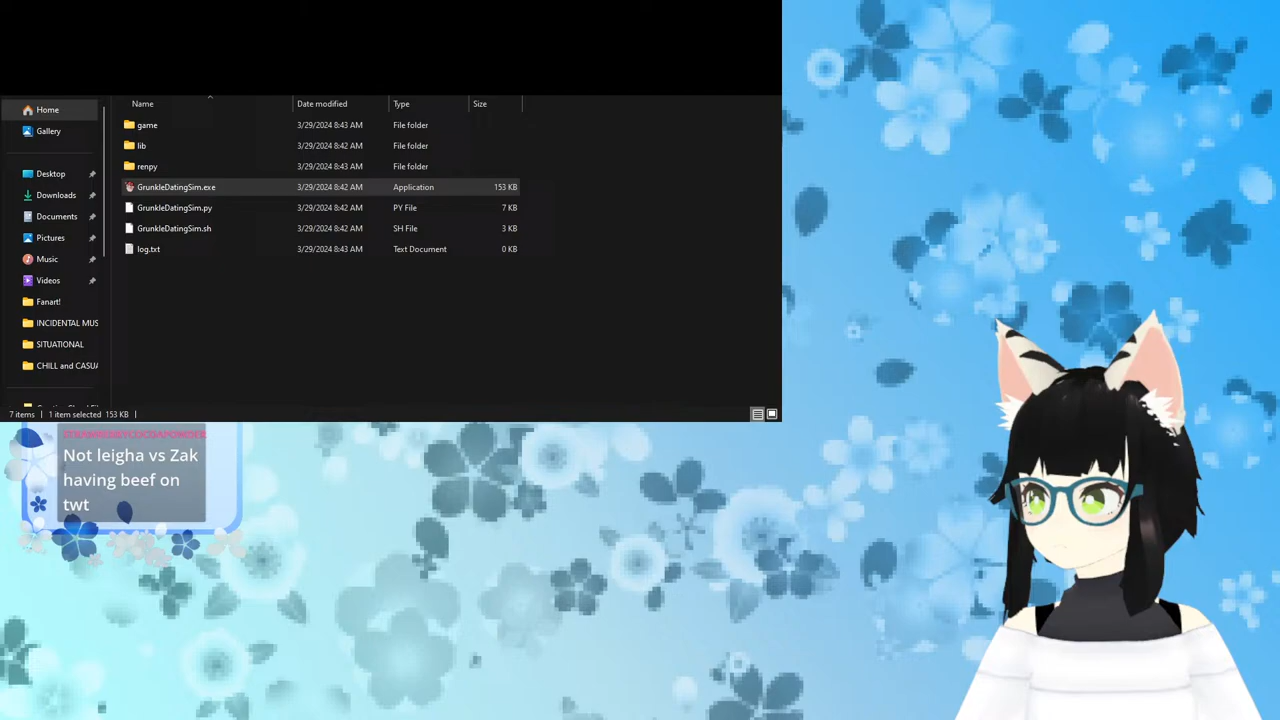 Name Date modified Type Size
Home
Gallery
game 3/29/2024 8:43 AM File folder
lib 3/29/2024 8:42 AM File folder
renpy 3/29/2024 8:43 AM File folder
Desktop
GrunkleDatingSim.exe 3/29/2024 8:42 AM Application 153 KB
Downloads
GrunkleDatingSim.py 3/29/2024 8:42 AM PY File 7 KB
Documents
GrunkleDatingSim.sh 3/29/2024 8:42 AM SH File 3 KB
Pictures
log.txt 3/29/2024 8:43 AM Text Document 0 KB
Music
Videos
Fanart!
INCIDENTAL MUS
SITUATIONAL
CHILL and CASUA
7 items 1 item selected 153 KB
Not leigha vs Zak
having beef on
twt